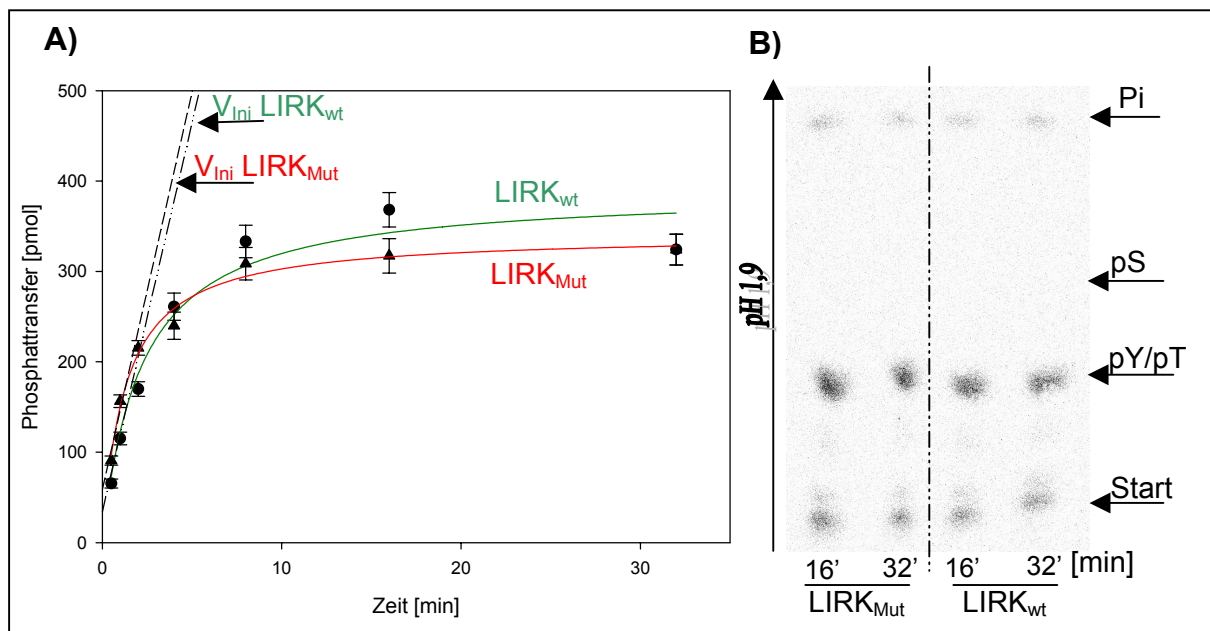 A)
500
400
300
200
100
0
Phosphattransfer [pmol]
0
10
20
30
Zeit [min]
V_Ini LIRK_wt
V_Ini LIRK_Mut
LIRK_wt
LIRK_Mut
B)
pH 1,9
Pi
pS
pY/pT
Start
16’ 32’ 16’ 32’ [min]
LIRK_Mut LIRK_wt